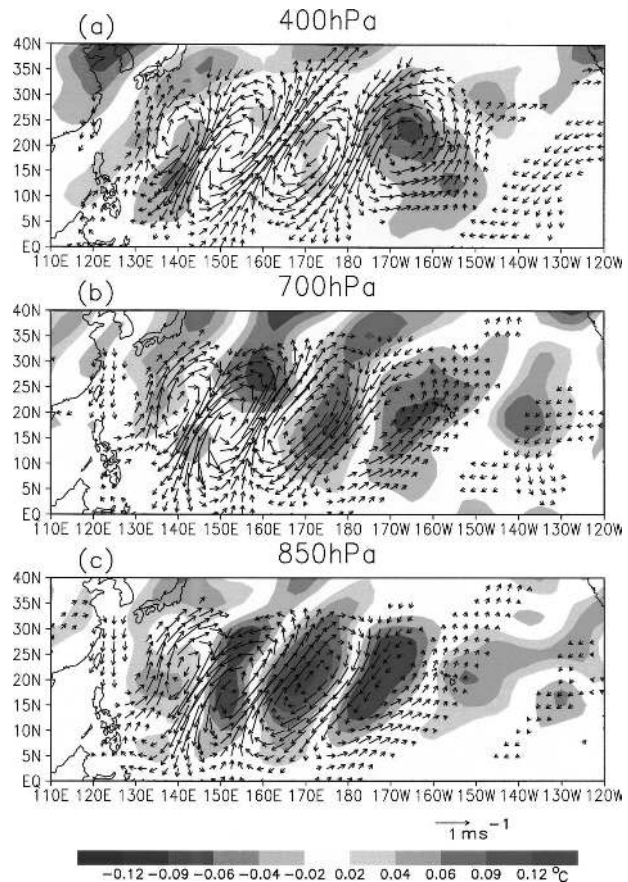 (a) 400hPa
40N
35N
30N
25N
20N
15N
10N
5N
EQ
110E 120E 130E 140E 150E 160E 170E 180 170W 160W 150W 140W 130W 120W
(b) 700hPa
40N
35N
30N
25N
20N
15N
10N
5N
EQ
110E 120E 130E 140E 150E 160E 170E 180 170W 160W 150W 140W 130W 120W
(c) 850hPa
40N
35N
30N
25N
20N
15N
10N
5N
EQ
110E 120E 130E 140E 150E 160E 170E 180 170W 160W 150W 140W 130W 120W
1ms⁻¹
-0.12 -0.09 -0.06 -0.04 -0.02 0.02 0.04 0.06 0.09 0.12 °C